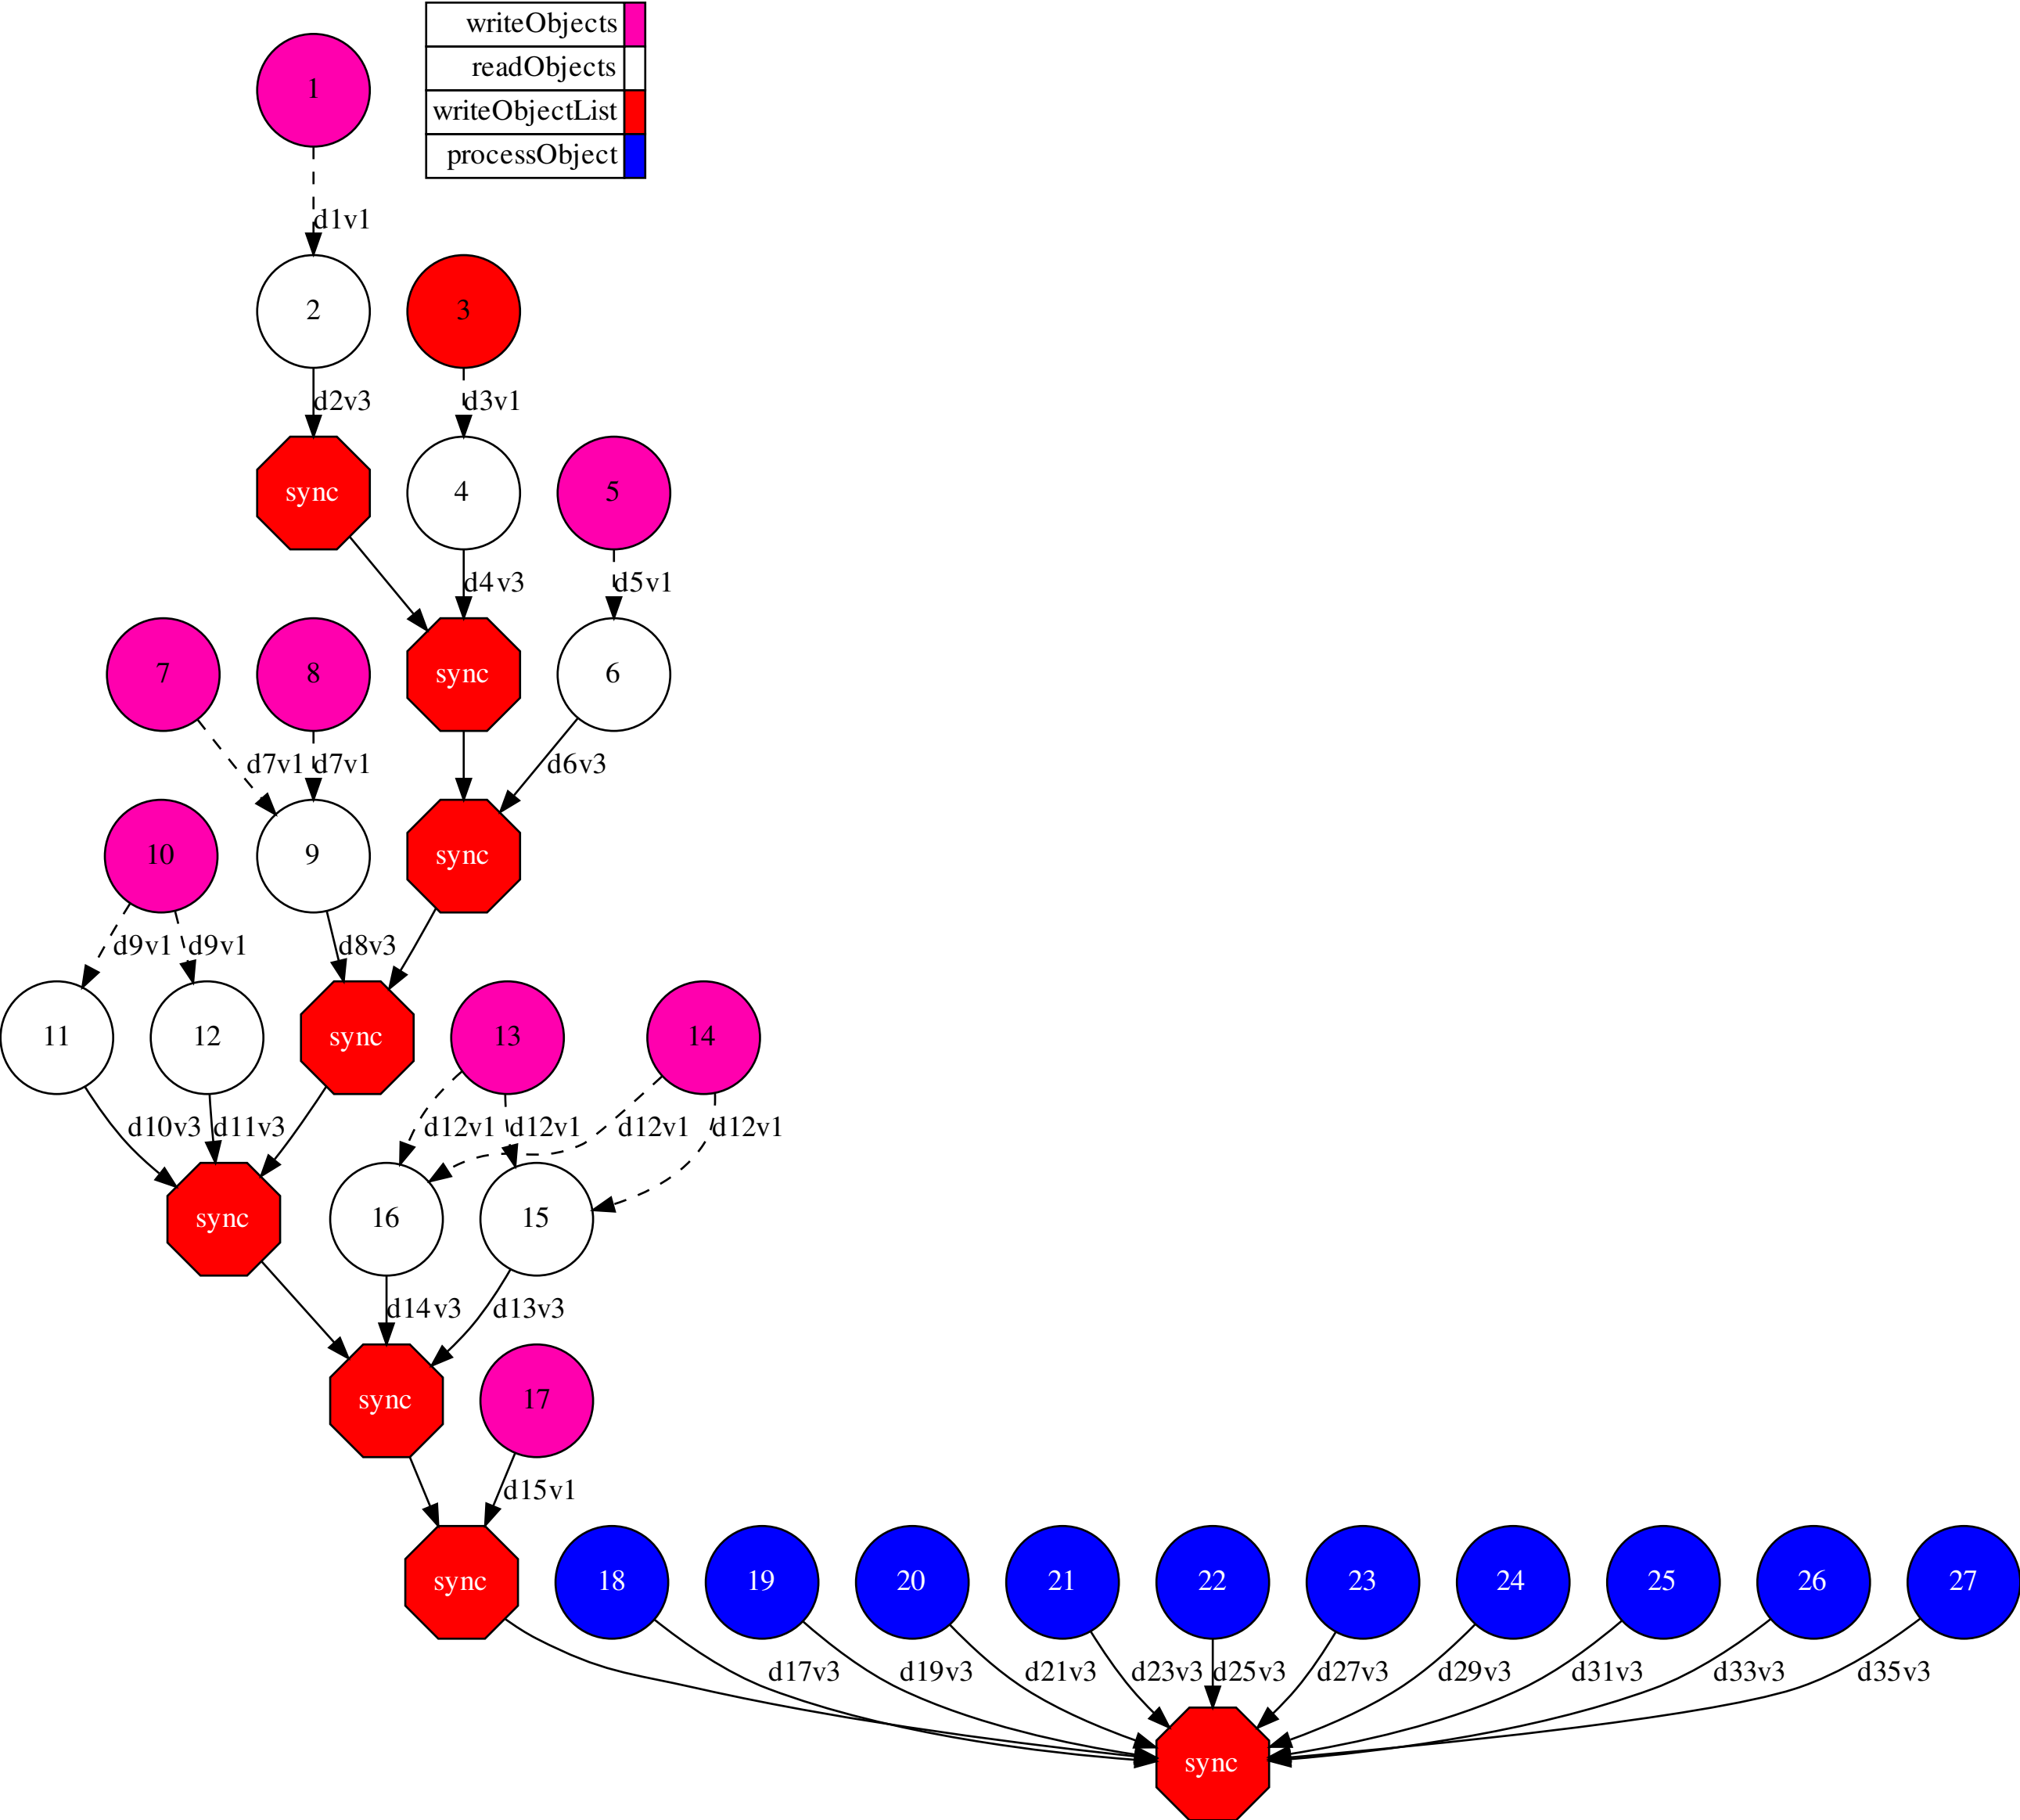 writeObjects
readObjects
writeObjectList
processObject
1
d1v1
2
3
d2v3
d3v1
sync
4
5
d4v3
d5v1
7
8
sync
6
d7v1
d7v1
d6v3
10
9
sync
d9v1
d9v1
d8v3
11
12
sync
13
14
d10v3
d11v3
d12v1
d12v1
d12v1
d12v1
sync
16
15
d14v3
d13v3
sync
17
d15v1
sync
18
19
20
21
22
23
24
25
26
27
d17v3
d19v3
d21v3
d23v3
d25v3
d27v3
d29v3
d31v3
d33v3
d35v3
sync